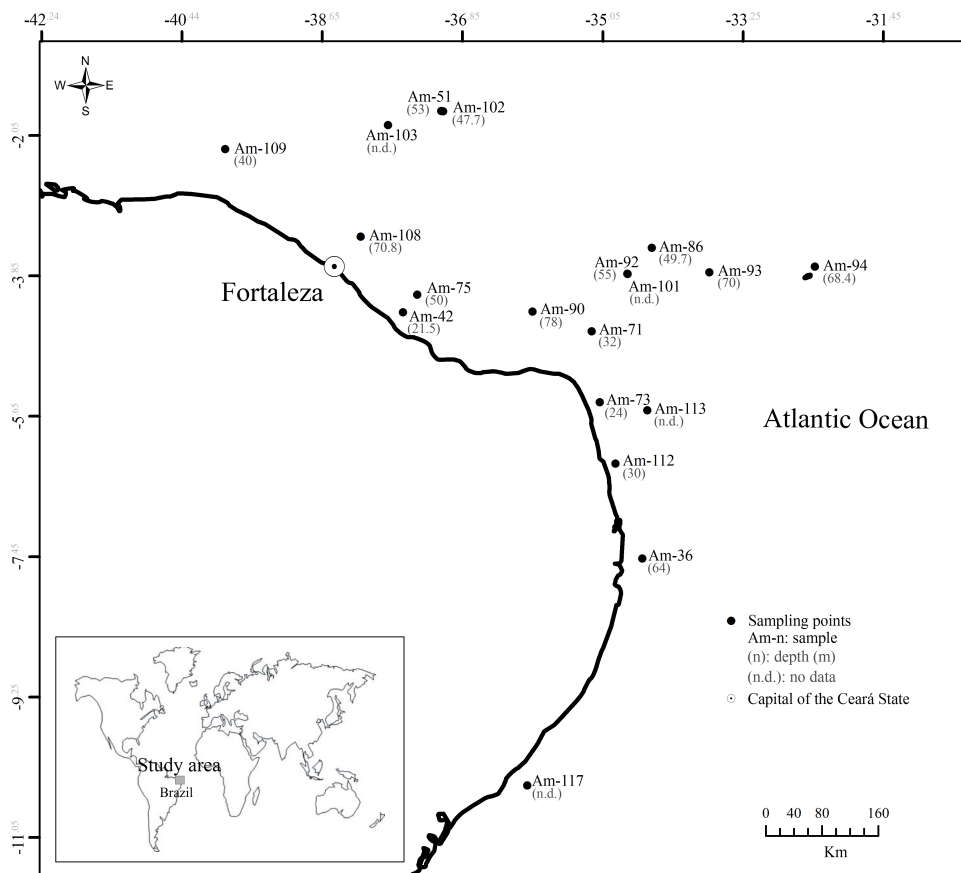 -42.24 -40.44 -38.65 -36.85 -35.05 -33.25 -31.45
N
W E
S
-2.05
-3.85
-5.65
-7.45
-9.25
-11.05
Am-51
(53)
Am-102
(47.7)
Am-103
(n.d.)
Am-109
(40)
Am-108
(70.8)
Am-86
(49.7)
Am-92
(55)
Am-101
(n.d.)
Am-93
(70)
Am-94
(68.4)
Fortaleza
Am-75
(50)
Am-42
(21.5)
Am-90
(78)
Am-71
(32)
Am-73
(24)
Am-113
(n.d.)
Atlantic Ocean
Am-112
(30)
Am-36
(64)
Sampling points
Am-n: sample
(n): depth (m)
(n.d.): no data
Capital of the Ceará State
Study area
Brazil
Am-117
(n.d.)
0 40 80 160
Km